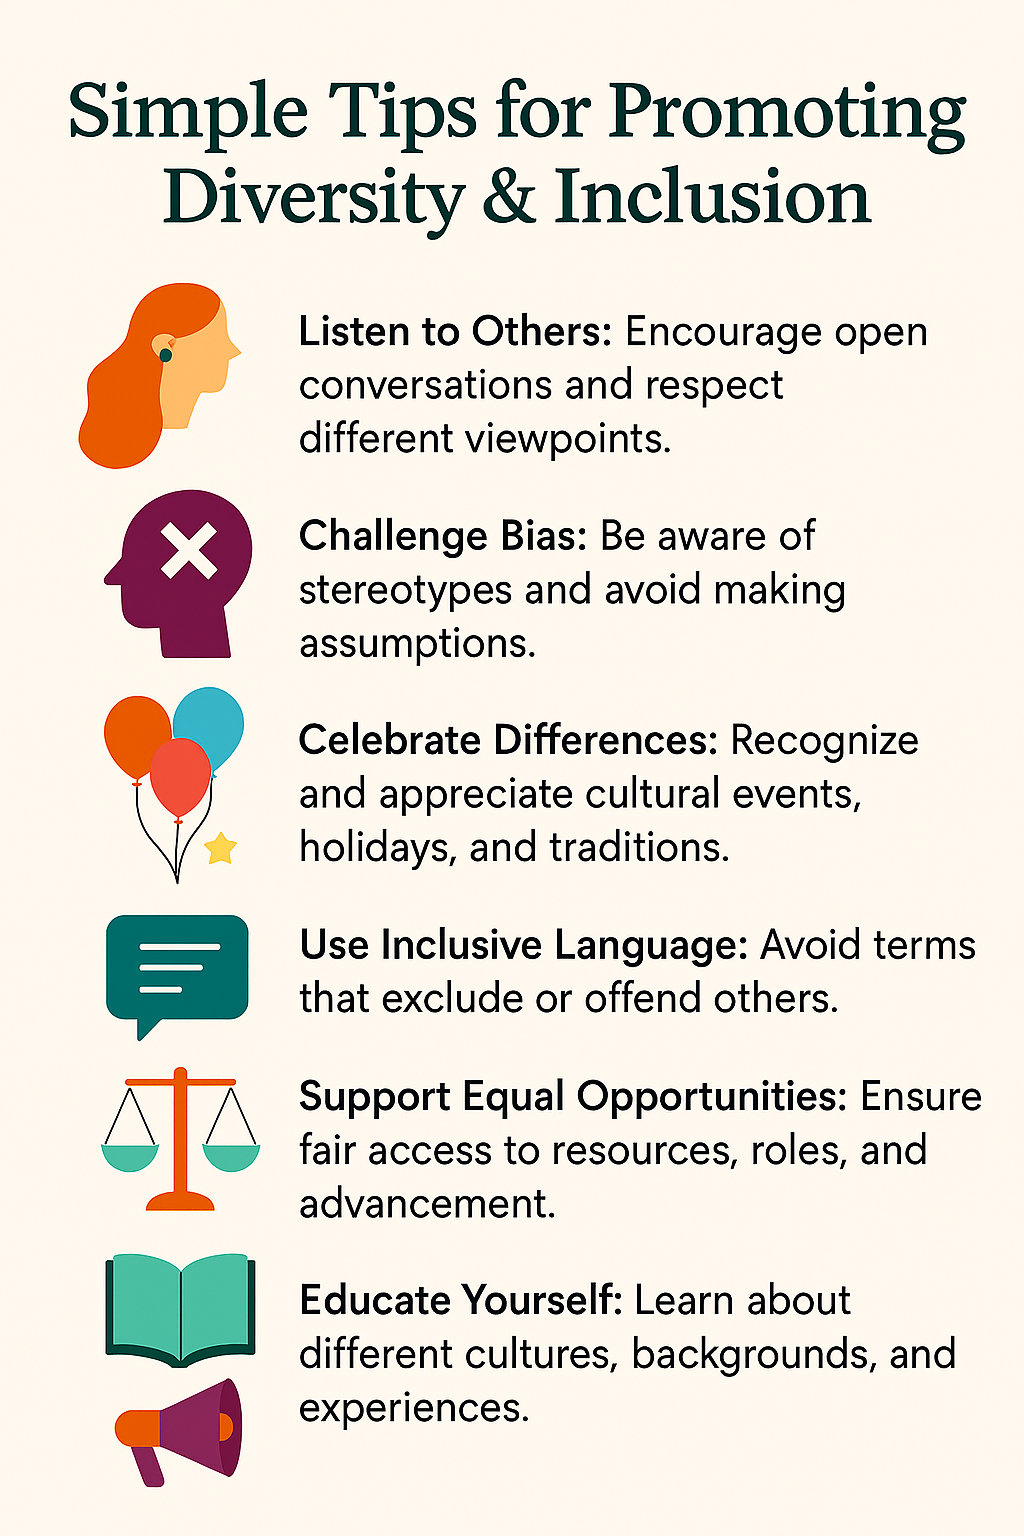 Simple Tips for Promoting
Diversity & Inclusion
Listen to Others: Encourage open
conversations and respect
different viewpoints.
Challenge Bias: Be aware of
stereotypes and avoid making
assumptions.
Celebrate Differences: Recognize
and appreciate cultural events,
holidays, and traditions.
Use Inclusive Language: Avoid terms
that exclude or offend others.
Support Equal Opportunities: Ensure
fair access to resources, roles, and
advancement.
Educate Yourself: Learn about
different cultures, backgrounds, and
experiences.